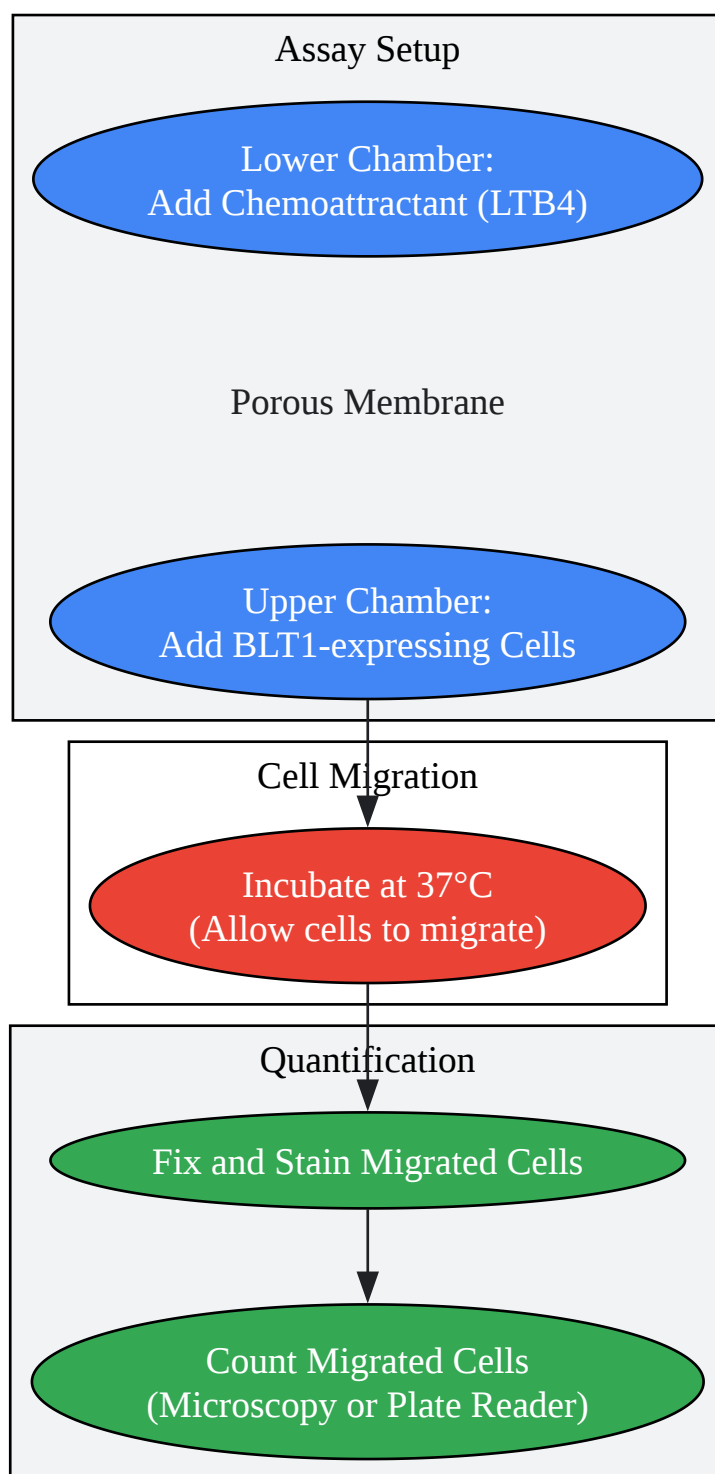 Assay Setup
Lower Chamber:
Add Chemoattractant (LTB4)
Porous Membrane
Upper Chamber:
Add BLT1-expressing Cells
Cell Migration
Incubate at 37°C
(Allow cells to migrate)
Quantification
Fix and Stain Migrated Cells
Count Migrated Cells
(Microscopy or Plate Reader)